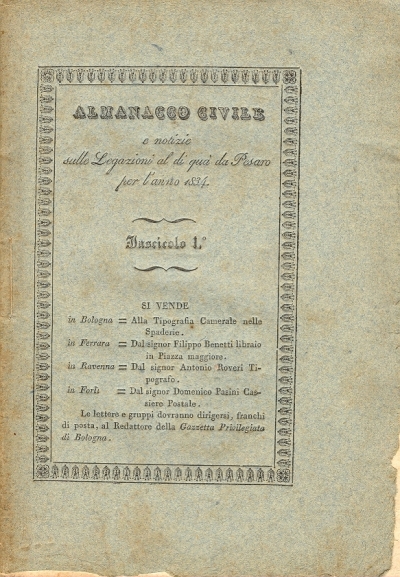 ALMANACCO CIVILE
e notizie
sulle Legazioni al di quà da Pesaro
per l'anno 1834.
Fascicolo 1.°
SI VENDE
in Bologna = Alla Tipografia Camerale nelle
Spaderie.
in Ferrara = Dal signor Filippo Benetti libraio
in Piazza maggiore.
in Ravenna = Dal signor Antonio Roveri Ti-
pografo.
in Forlì = Dal signor Domenico Pasini Cas-
siero Postale.
Le lettere e gruppi dovranno dirigersi, franchi
di posta, al Redattore della Gazzetta Privilegiata
di Bologna.